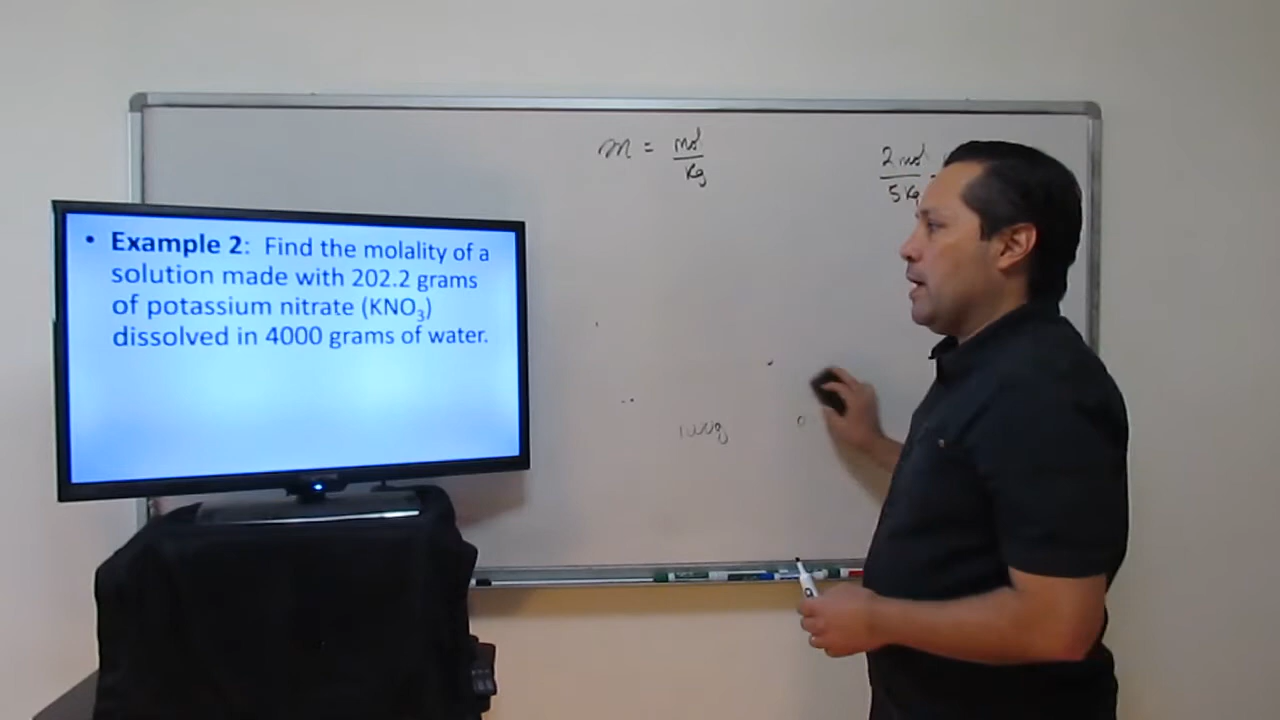 m = mol
Kg
2 mol
5 Kg
• Example 2: Find the molality of a
solution made with 202.2 grams
of potassium nitrate (KNO₃)
dissolved in 4000 grams of water.